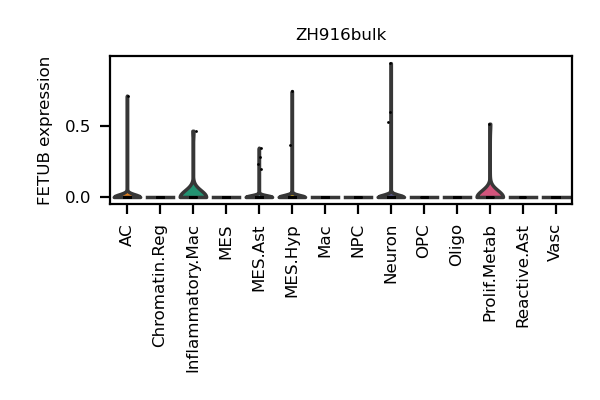 ZH916bulk
FETUB expression
0.5
0.0
AC
Chromatin.Reg
Inflammatory.Mac
MES
MES.Ast
MES.Hyp
Mac
NPC
Neuron
OPC
Oligo
Prolif.Metab
Reactive.Ast
Vasc